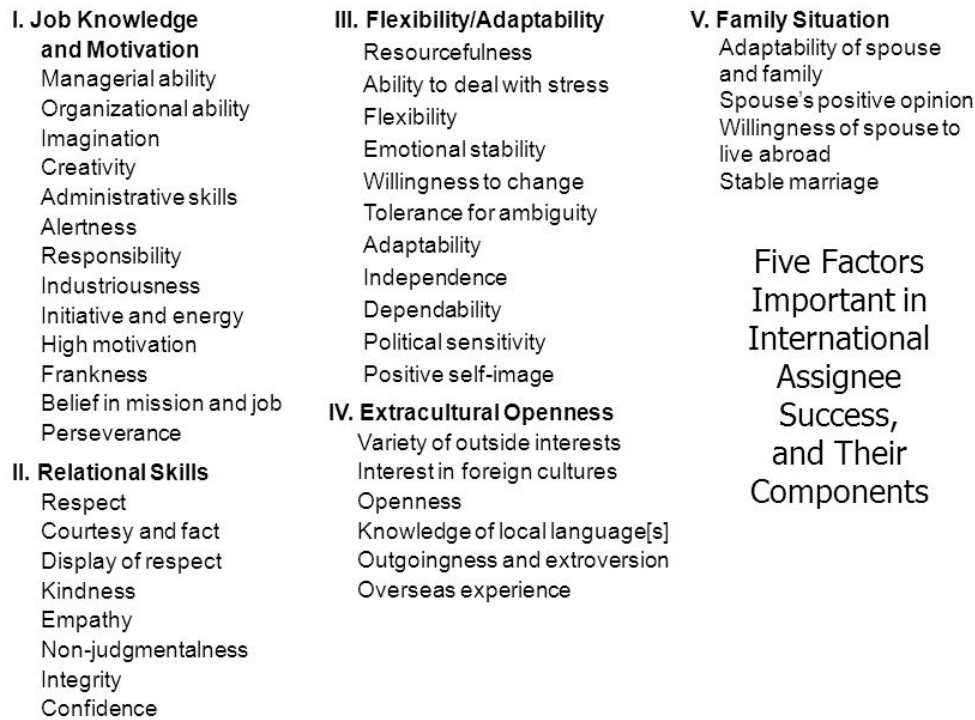 I. Job Knowledge
and Motivation
Managerial ability
Organizational ability
Imagination
Creativity
Administrative skills
Alertness
Responsibility
Industriousness
Initiative and energy
High motivation
Frankness
Belief in mission and job
Perseverance
II. Relational Skills
Respect
Courtesy and fact
Display of respect
Kindness
Empathy
Non-judgmentalness
Integrity
Confidence
III. Flexibility/Adaptability
Resourcefulness
Ability to deal with stress
Flexibility
Emotional stability
Willingness to change
Tolerance for ambiguity
Adaptability
Independence
Dependability
Political sensitivity
Positive self-image
IV. Extracultural Openness
Variety of outside interests
Interest in foreign cultures
Openness
Knowledge of local language[s]
Outgoingness and extroversion
Overseas experience
V. Family Situation
Adaptability of spouse
and family
Spouse's positive opinion
Willingness of spouse to
live abroad
Stable marriage
Five Factors
Important in
International
Assignee
Success,
and Their
Components